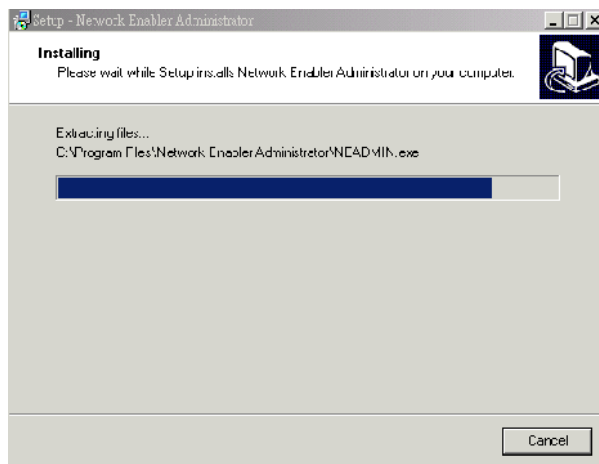 Setup - Network Enabler Administrator
Installing
Please wait while Setup installs Network Enabler Administrator on your computer.
Extracting files...
C:\Program Files\Network Enabler Administrator\NEADMIN.exe
Cancel